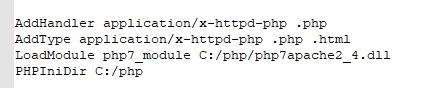 AddHandler application/x-httpd-php .php
AddType application/x-httpd-php .php .html
LoadModule php7_module C:/php/php7apache2_4.dll
PHPIniDir C:/php